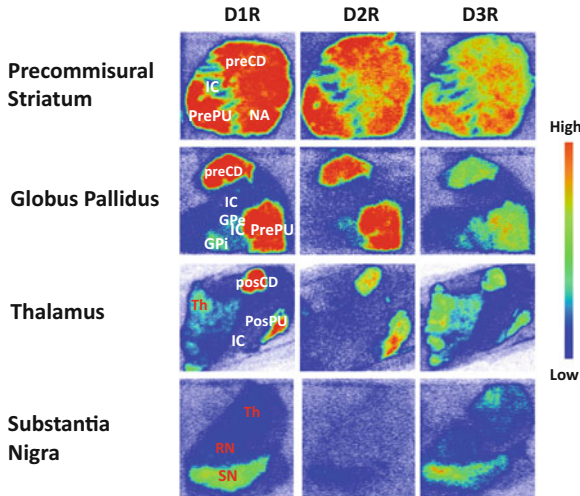 D1R D2R D3R
Precommisural
Striatum
preCD
IC
PrePU NA
High
Globus Pallidus
preCD
IC
GPe
IC PrePU
GPi
Thalamus
posCD
Th
PosPU
IC
Low
Substantia
Nigra
Th
RN
SN